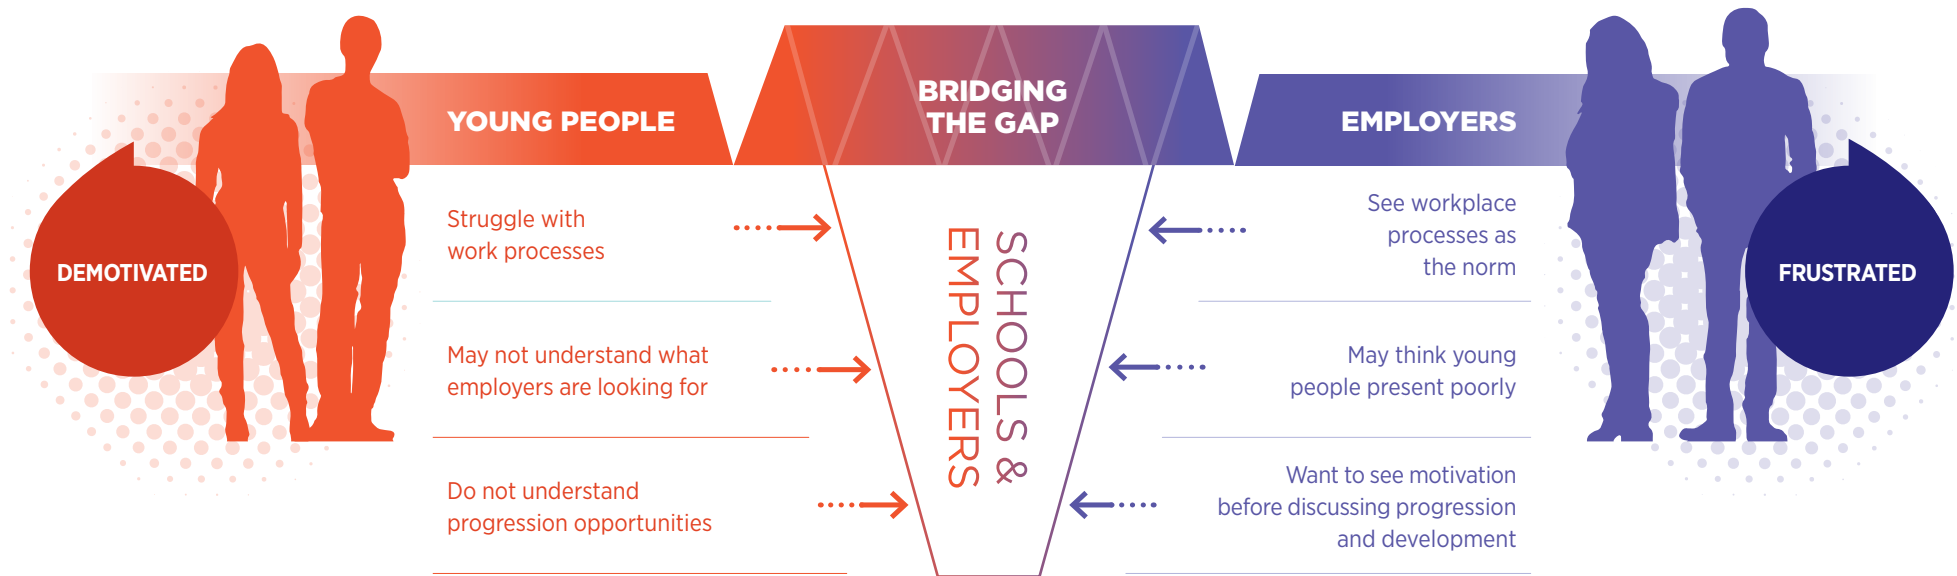 YOUNG PEOPLE
BRIDGING
THE GAP
EMPLOYERS
DEMOTIVATED
Struggle with
work processes
May not understand what
employers are looking for
Do not understand
progression opportunities
SCHOOLS &
EMPLOYERS
See workplace
processes as
the norm
May think young
people present poorly
Want to see motivation
before discussing progression
and development
FRUSTRATED